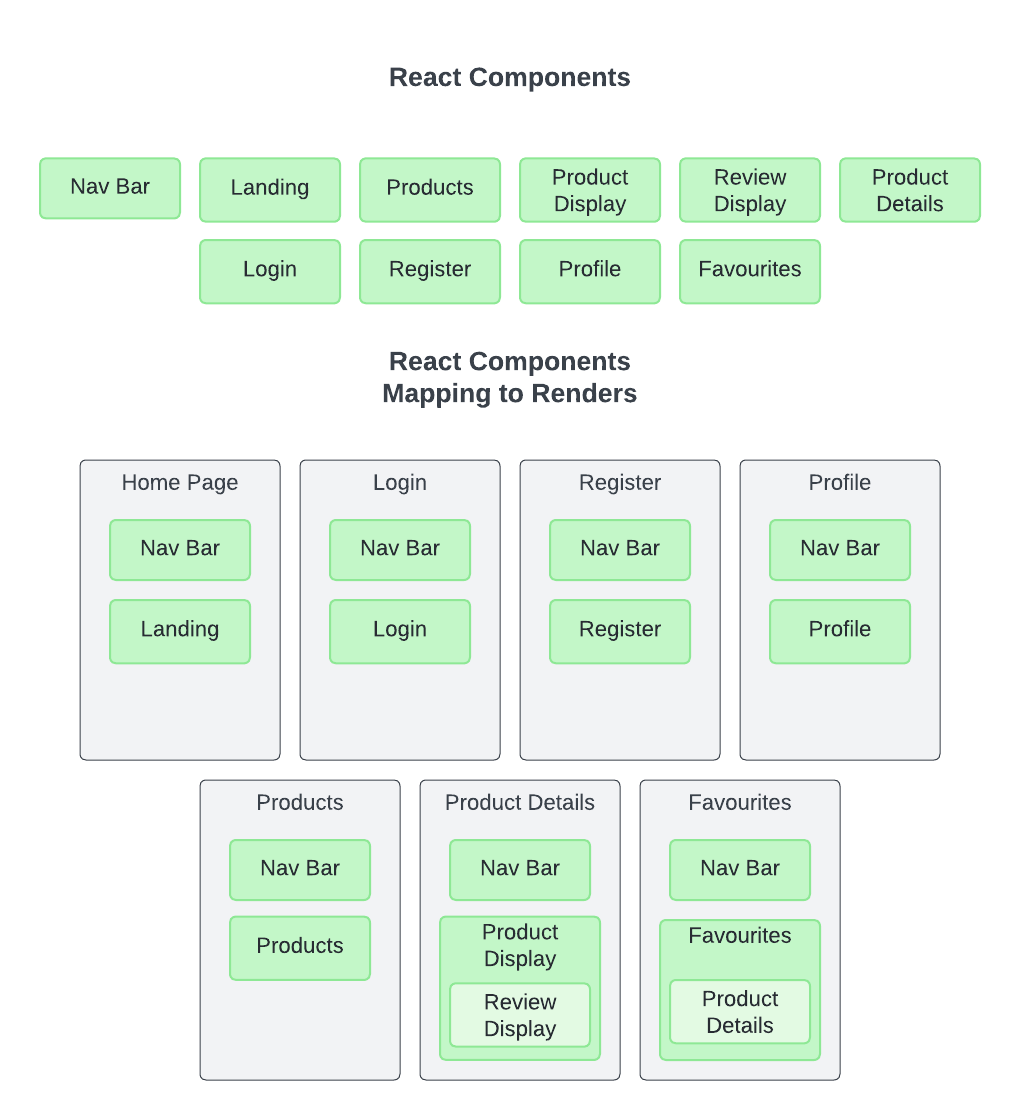 React Components
Nav Bar
Landing
Products
Product
Display
Review
Display
Product
Details
Login
Register
Profile
Favourites
React Components
Mapping to Renders
Home Page
Nav Bar
Landing
Login
Nav Bar
Login
Register
Nav Bar
Register
Profile
Nav Bar
Profile
Products
Nav Bar
Products
Product Details
Nav Bar
Product
Display
Review
Display
Favourites
Nav Bar
Favourites
Product
Details